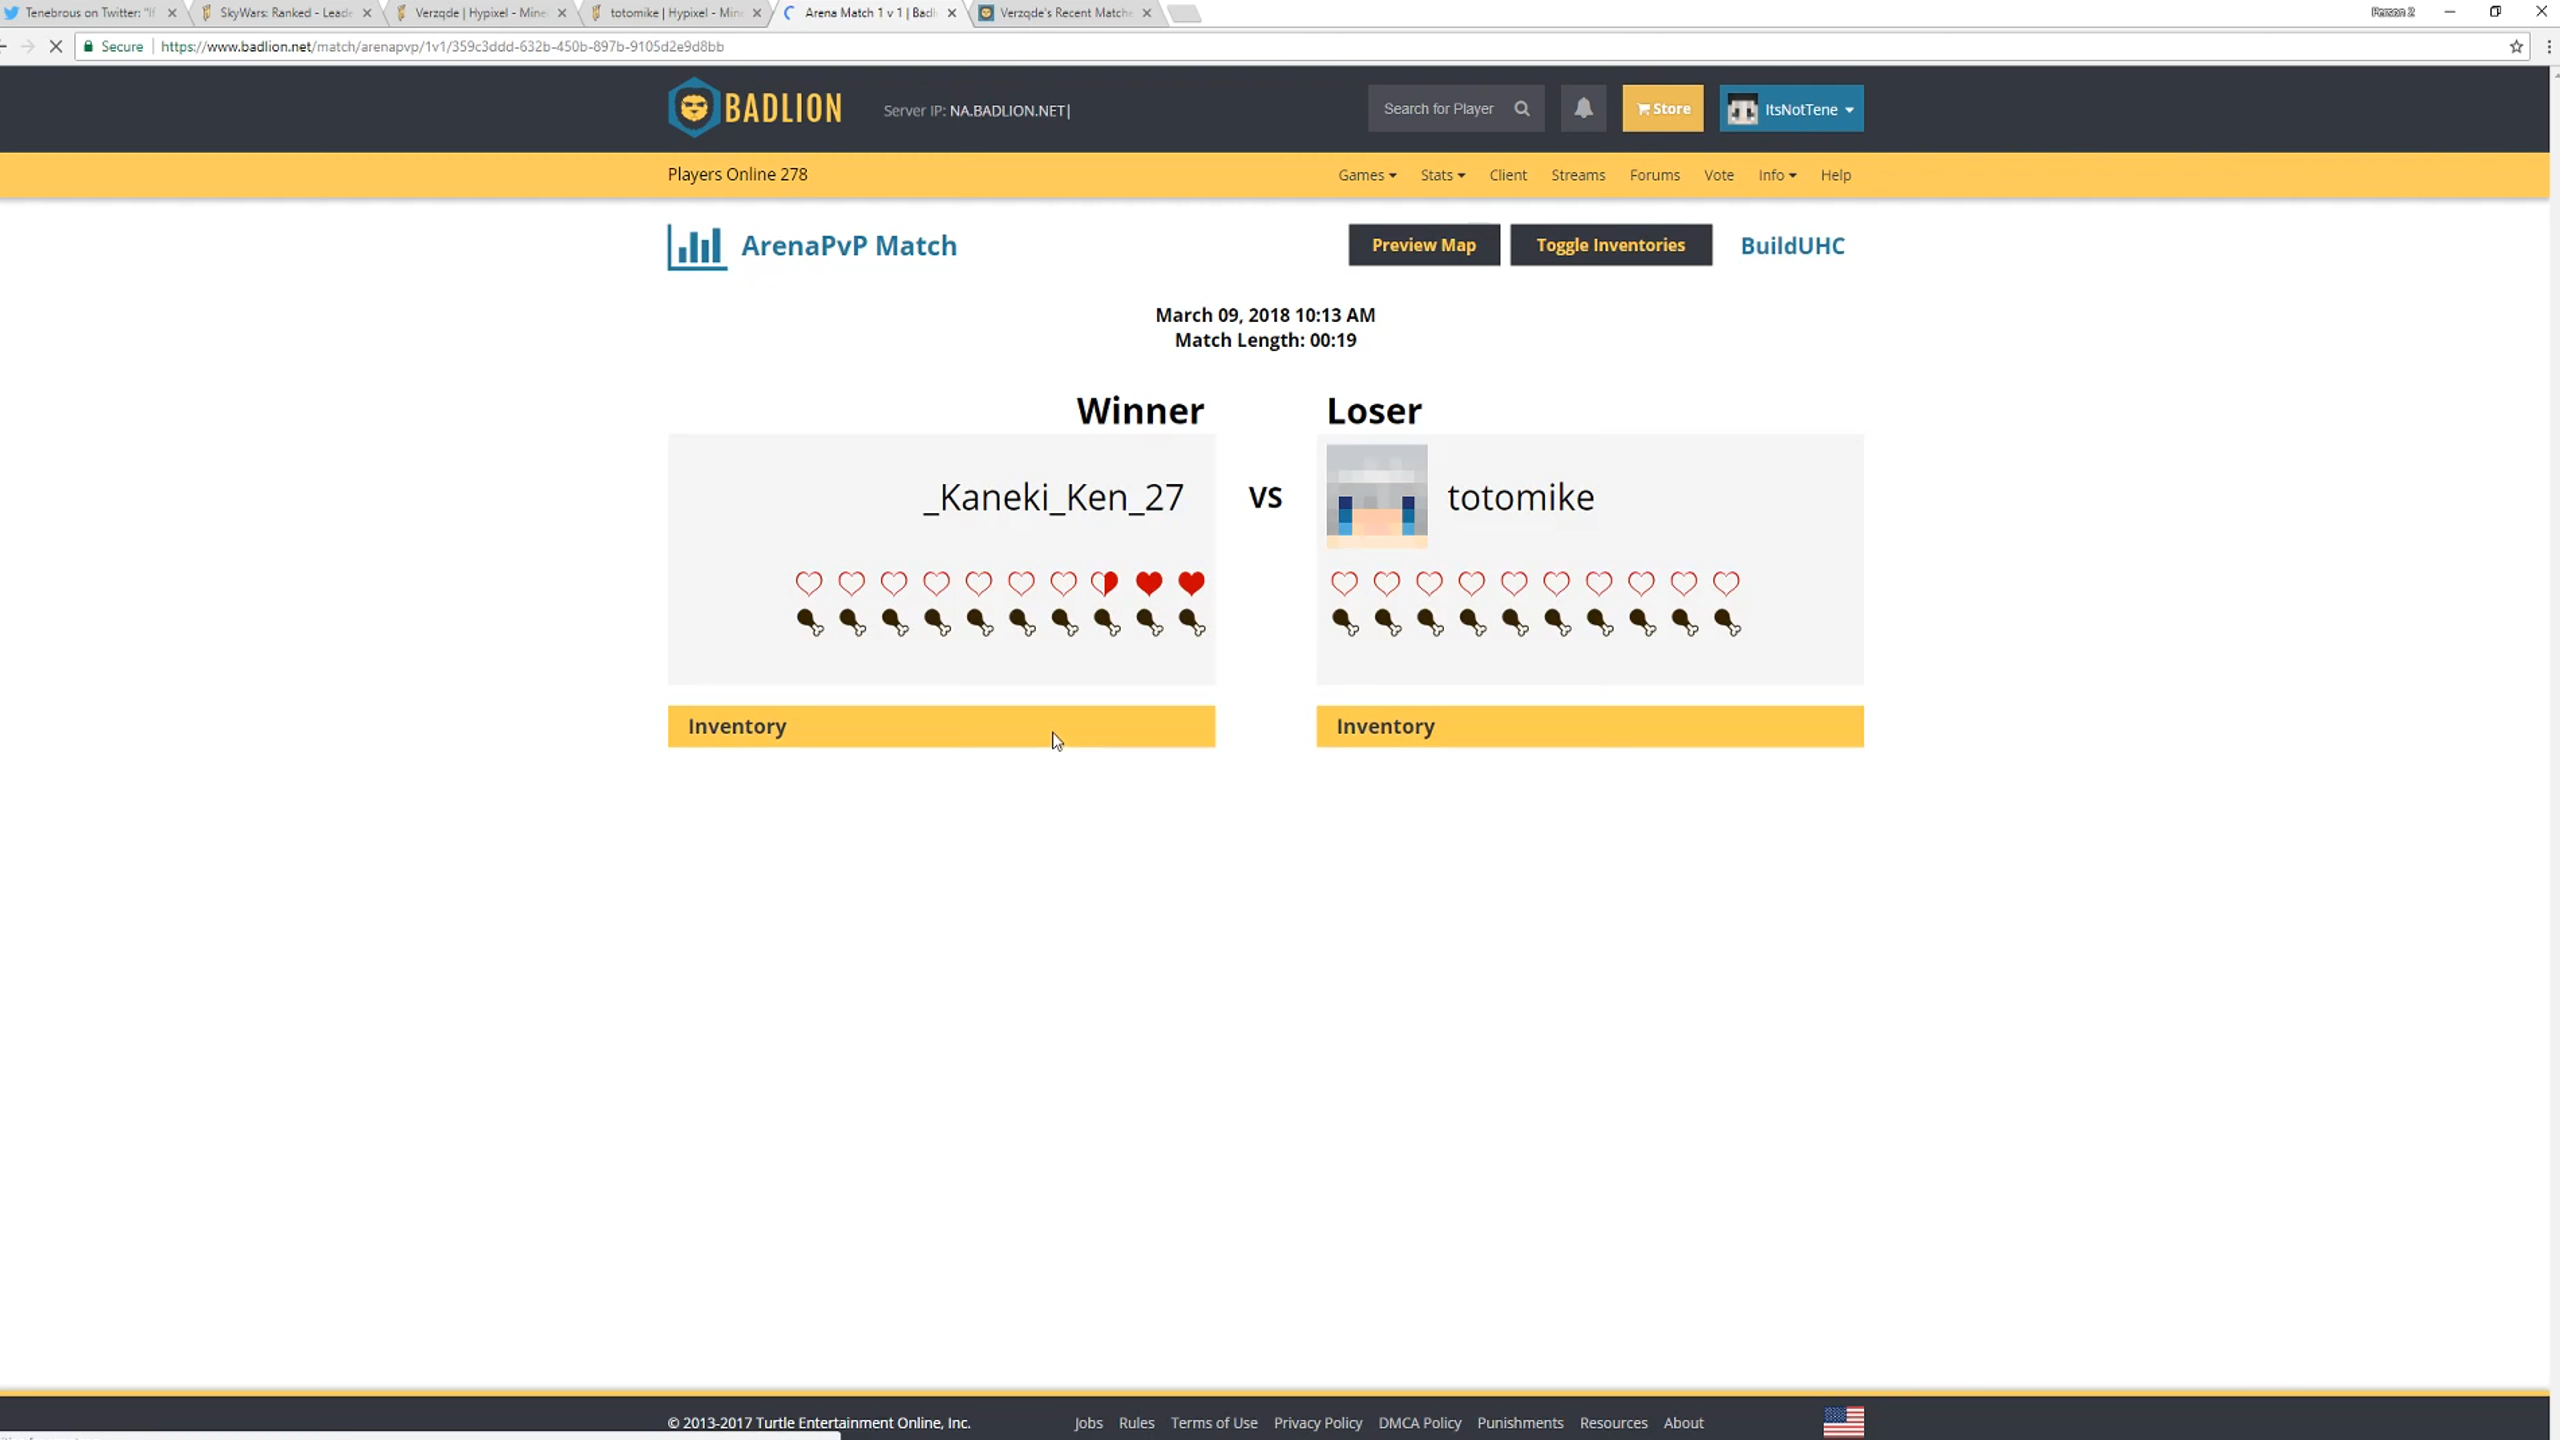 Tenebrous on Twitter: "If
SkyWars: Ranked - Leade
Verzqde | Hypixel - Mine
totomike | Hypixel - Min
Arena Match 1 v 1 | Badl
Verzqde's Recent Matche
Person 2
Secure
https://www.badlion.net/match/arenapvp/1v1/359c3ddd-632b-450b-897b-9105d2e9d8bb
BADLION
Server IP: NA.BADLION.NET|
Search for Player
Store
ItsNotTene
Players Online 278
Games
Stats
Client
Streams
Forums
Vote
Info
Help
ArenaPvP Match
Preview Map
Toggle Inventories
BuildUHC
March 09, 2018 10:13 AM
Match Length: 00:19
Winner
Loser
_Kaneki_Ken_27
VS
totomike
Inventory
Inventory
© 2013-2017 Turtle Entertainment Online, Inc.
Jobs
Rules
Terms of Use
Privacy Policy
DMCA Policy
Punishments
Resources
About